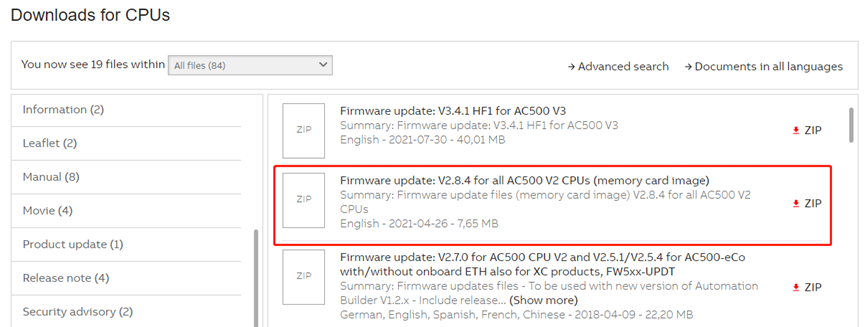 Downloads for CPUs
You now see 19 files within All files (84)
→ Advanced search → Documents in all languages
Information (2)
Leaflet (2)
Manual (8)
Movie (4)
Product update (1)
Release note (4)
Security advisory (2)
ZIP
Firmware update: V3.4.1 HF1 for AC500 V3
Summary: Firmware update: V3.4.1 HF1 for AC500 V3
English - 2021-07-30 - 40,01 MB
ZIP
ZIP
Firmware update: V2.8.4 for all AC500 V2 CPUs (memory card image)
Summary: Firmware update files (memory card image) V2.8.4 for all AC500 V2
CPUs
English - 2021-04-26 - 7,65 MB
ZIP
ZIP
Firmware update: V2.7.0 for AC500 CPU V2 and V2.5.1/V2.5.4 for AC500-eCo
with/without onboard ETH also for XC products, FW5xx-UPDT
Summary: Firmware updates files - To be used with new version of Automation
Builder V1.2.x - Include release... (Show more)
German, English, Spanish, French, Chinese - 2018-04-09 - 22,20 MB
ZIP